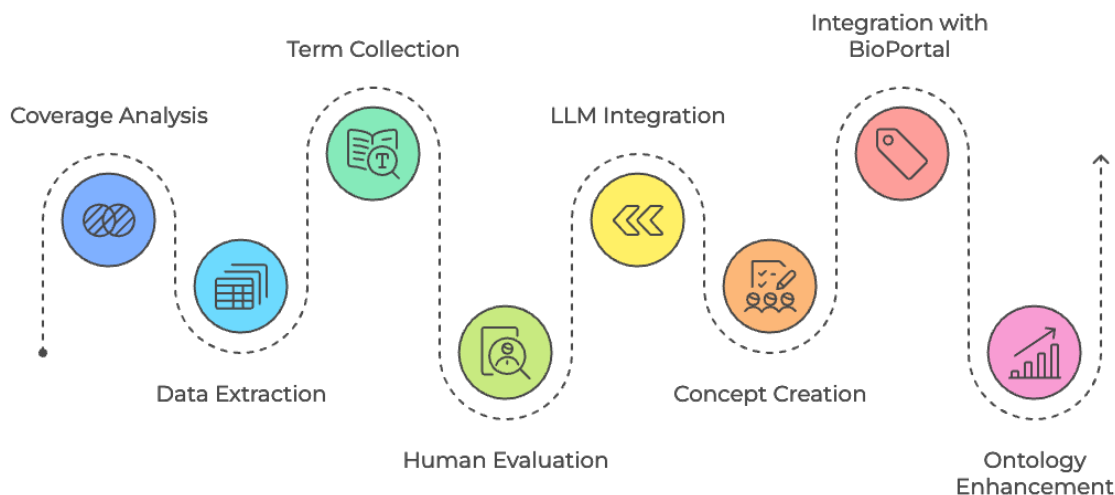 Coverage Analysis
Data Extraction
Term Collection
T
Human Evaluation
LLM Integration
Concept Creation
Integration with
BioPortal
Ontology
Enhancement